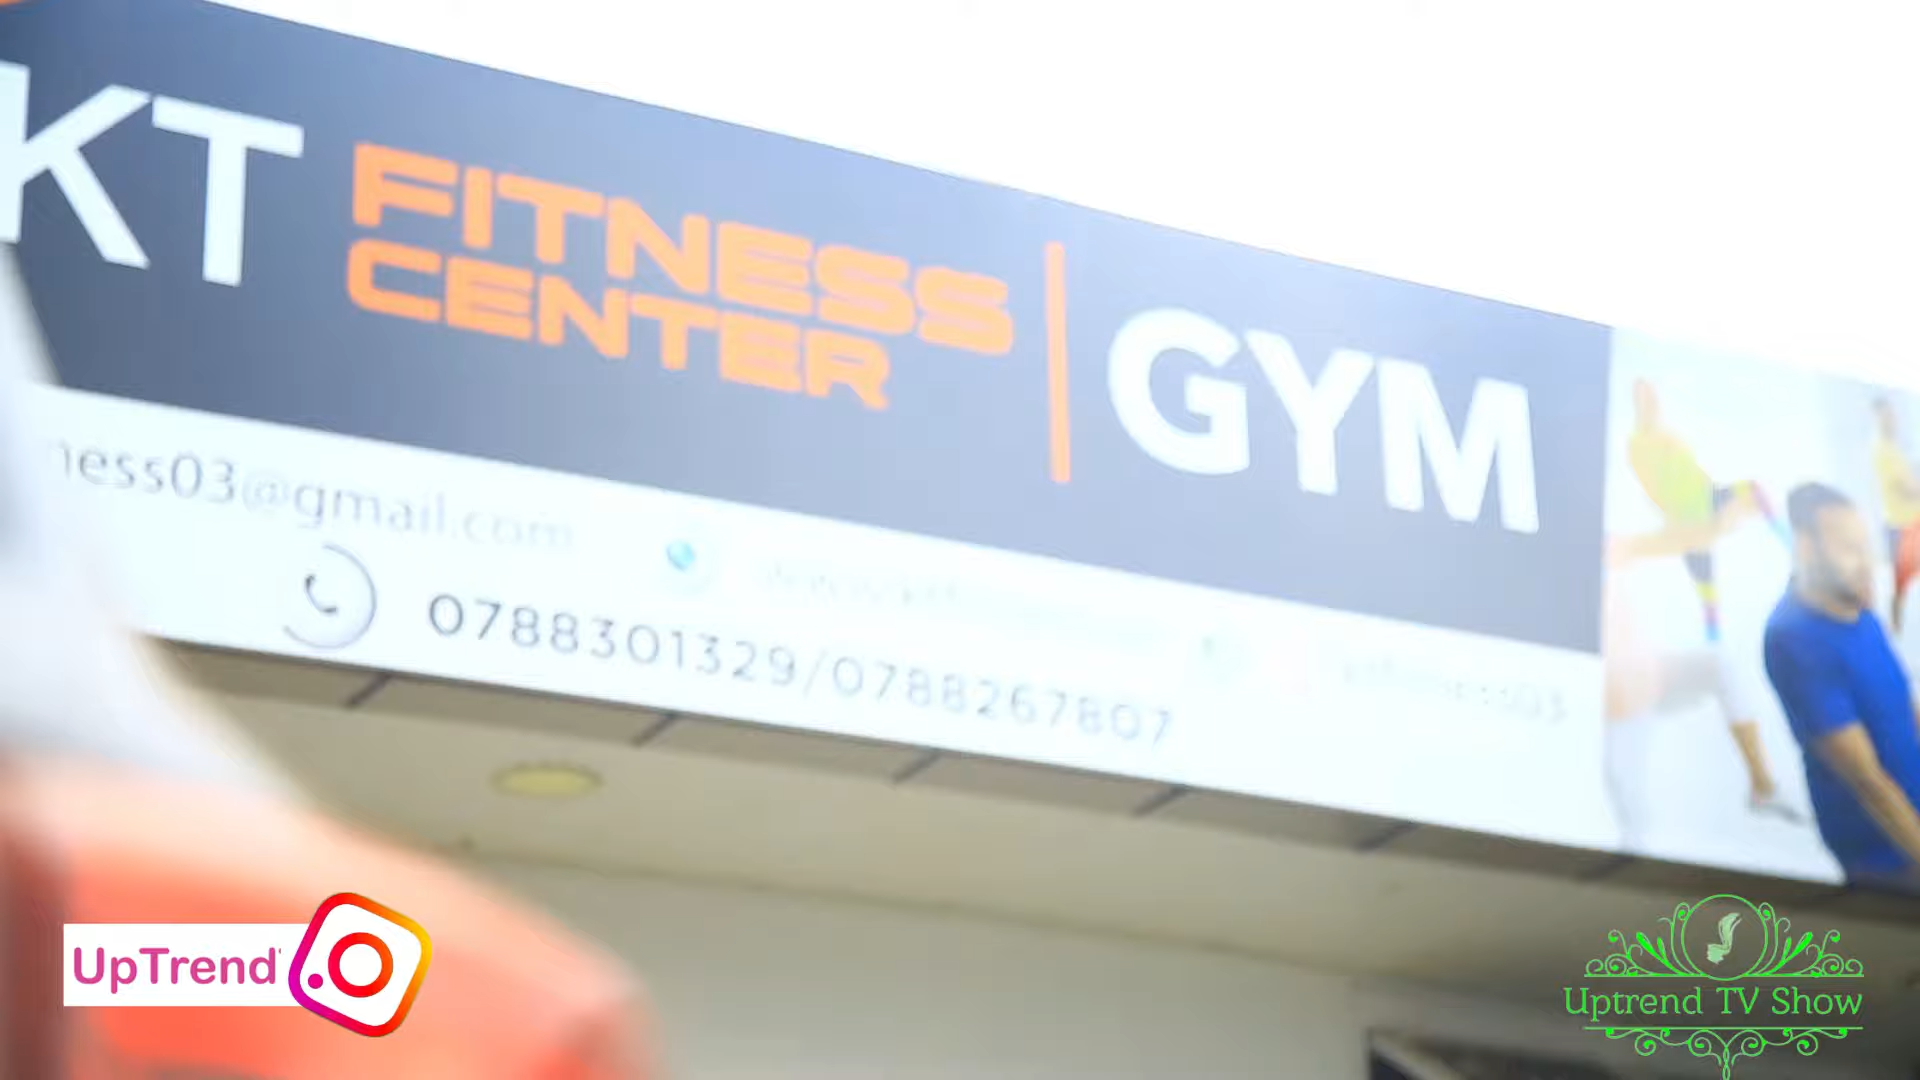 KT FITNESS CENTER | GYM
ness03@gmail.com
0788301329/0788267807
UpTrend
Uptrend TV Show